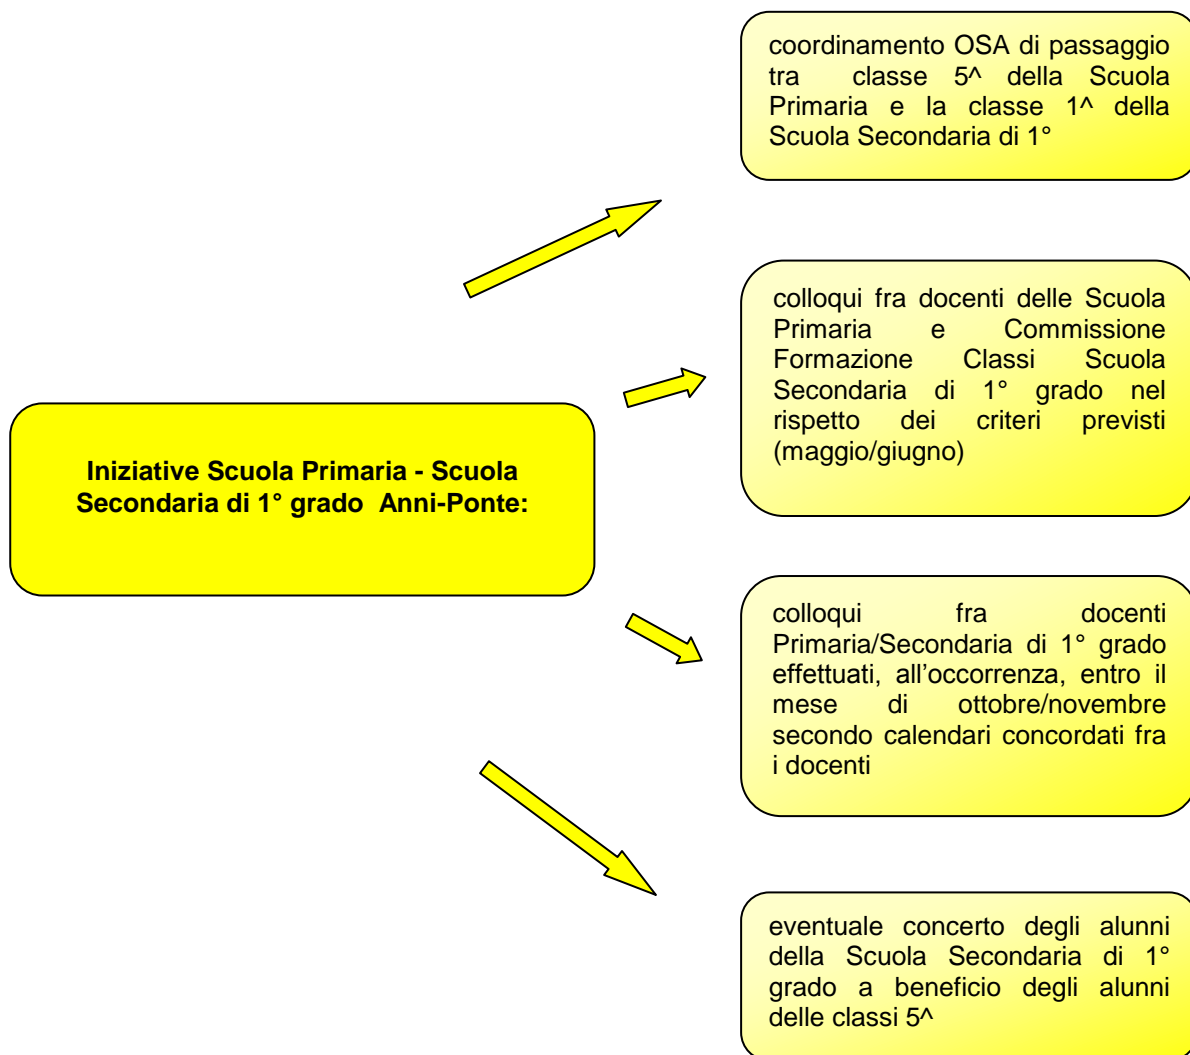 coordinamento OSA di passaggio
tra classe 5^ della Scuola
Primaria e la classe 1^ della
Scuola Secondaria di 1°
colloqui fra docenti delle Scuola
Primaria e Commissione
Formazione Classi Scuola
Secondaria di 1° grado nel
rispetto dei criteri previsti
(maggio/giugno)
Iniziative Scuola Primaria - Scuola
Secondaria di 1° grado Anni-Ponte:
colloqui fra docenti
Primaria/Secondaria di 1° grado
effettuati, all’occorrenza, entro il
mese di ottobre/novembre
secondo calendari concordati fra
i docenti
eventuale concerto degli alunni
della Scuola Secondaria di 1°
grado a beneficio degli alunni
delle classi 5^